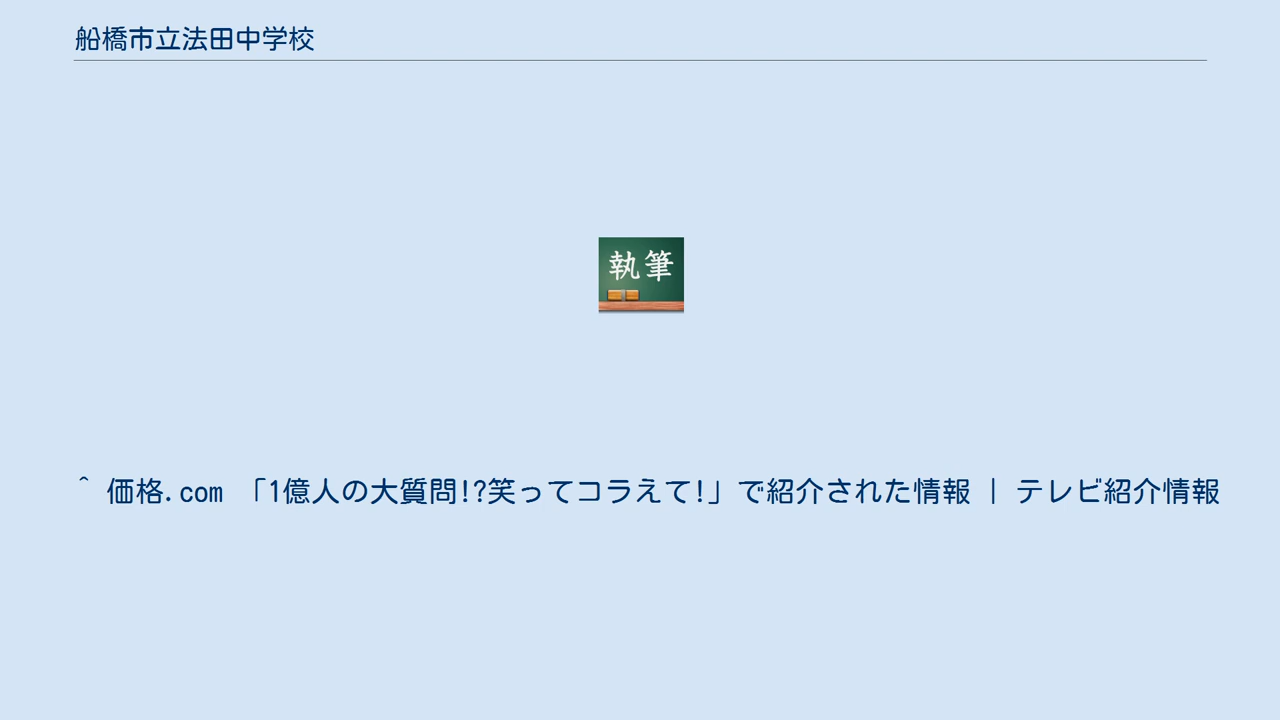 船橋市立法田中学校
執筆
^ 価格.com 「1億人の大質問!?笑ってコラえて!」で紹介された情報 | テレビ紹介情報